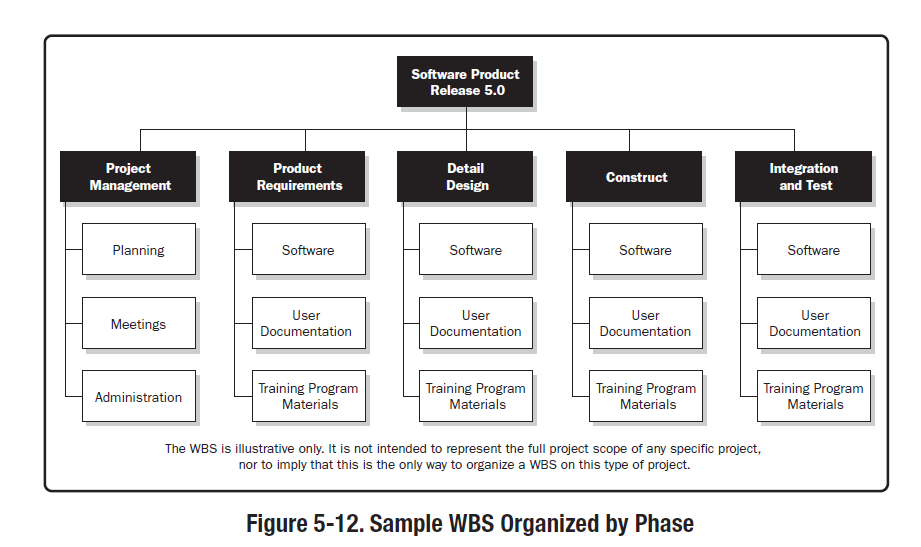 Software Product
Release 5.0
Project
Management
Product
Requirements
Detail
Design
Construct
Integration
and Test
Planning
Software
Software
Software
Software
Meetings
User
Documentation
User
Documentation
User
Documentation
User
Documentation
Administration
Training Program
Materials
Training Program
Materials
Training Program
Materials
Training Program
Materials
The WBS is illustrative only. It is not intended to represent the full project scope of any specific project,
nor to imply that this is the only way to organize a WBS on this type of project.
Figure 5-12. Sample WBS Organized by Phase